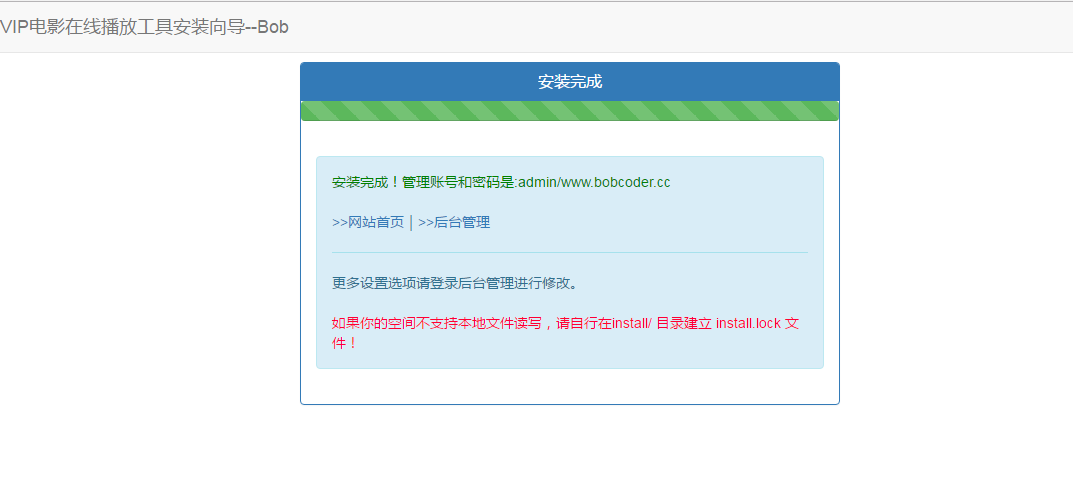 VIP电影在线播放工具安装向导--Bob
安装完成
安装完成！管理账号和密码是:admin/www.bobcoder.cc
>>网站首页 | >>后台管理
更多设置选项请登录后台管理进行修改。
如果你的空间不支持本地文件读写，请自行在install/ 目录建立 install.lock 文
件！